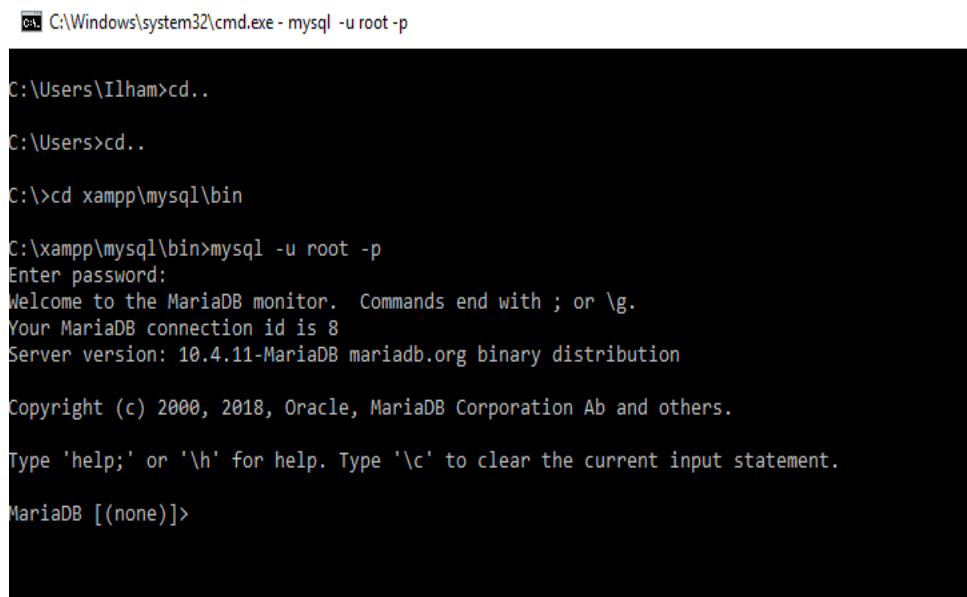 C:\Windows\system32\cmd.exe - mysql -u root -p
C:\Users\Ilham>cd..
C:\Users>cd..
C:\>cd xampp\mysql\bin
C:\xampp\mysql\bin>mysql -u root -p
Enter password:
Welcome to the MariaDB monitor.  Commands end with ; or \g.
Your MariaDB connection id is 8
Server version: 10.4.11-MariaDB mariadb.org binary distribution
Copyright (c) 2000, 2018, Oracle, MariaDB Corporation Ab and others.
Type 'help;' or '\h' for help. Type '\c' to clear the current input statement.
MariaDB [(none)]>